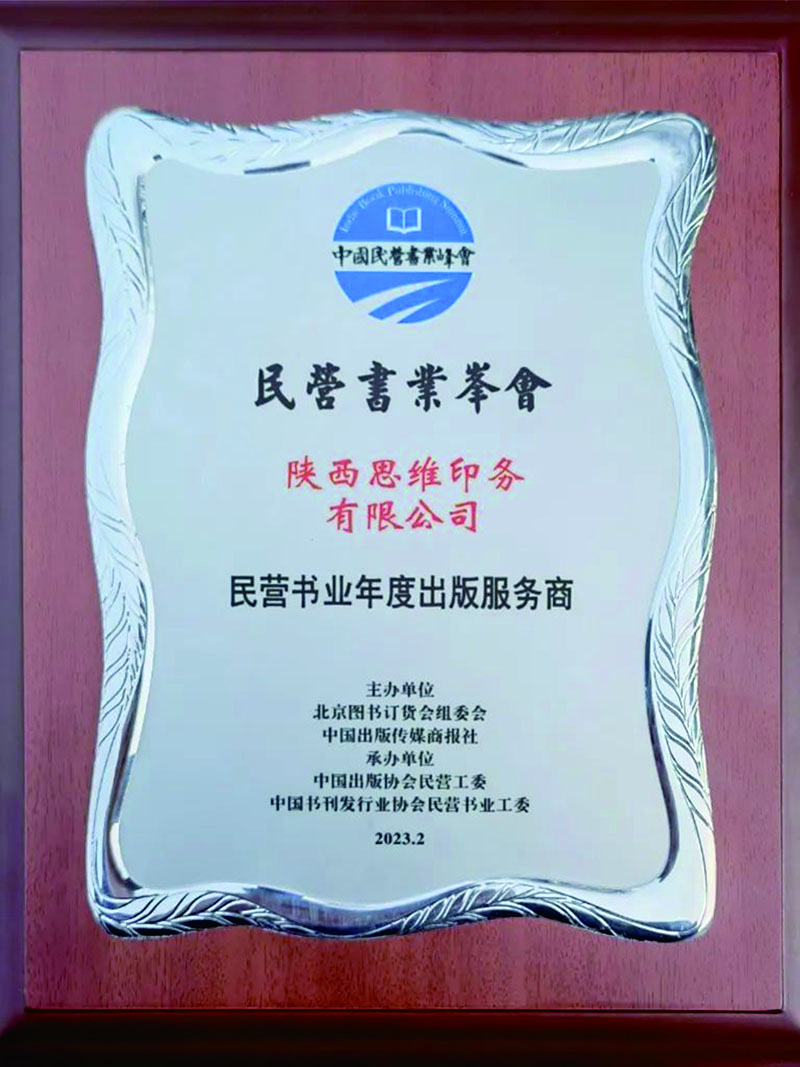 Indie Book Publishing Summit
中國民營書業峰會
民營書業峯會
陕西思维印务
有限公司
民营书业年度出版服务商
主办单位
北京图书订货会组委会
中国出版传媒商报社
承办单位
中国出版协会民营工委
中国书刊发行业协会民营书业工委
2023.2